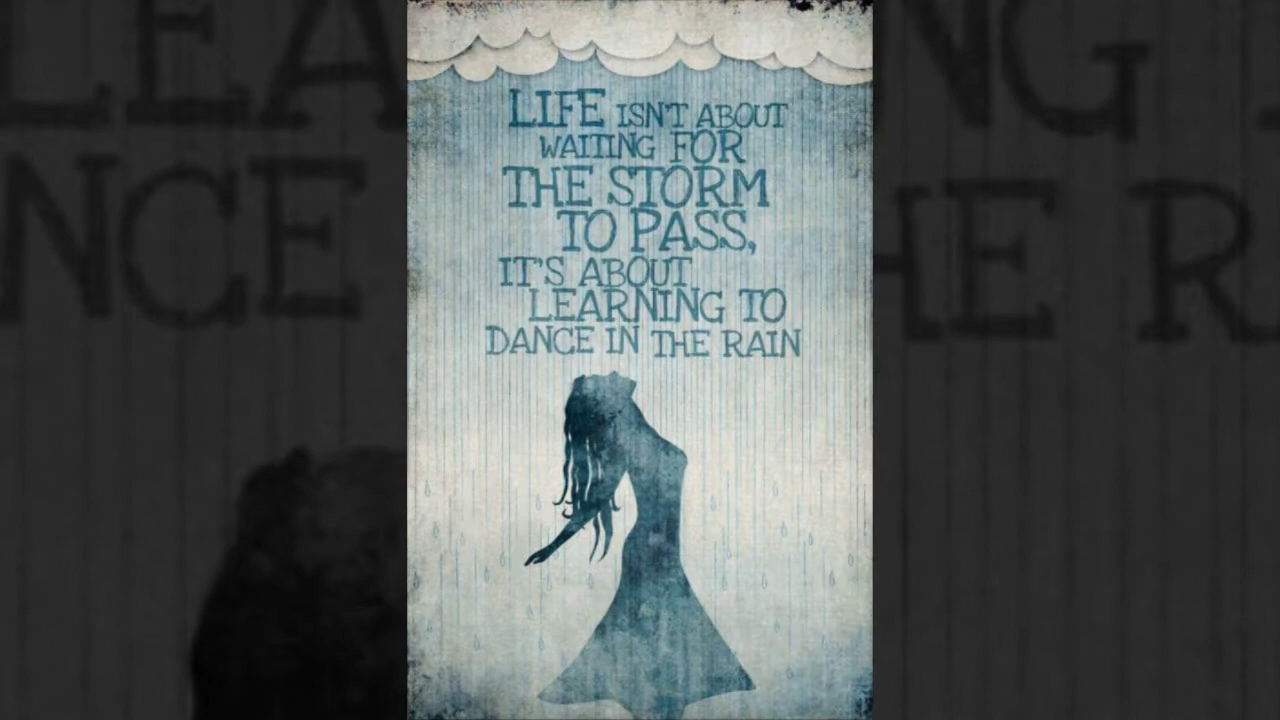 LIFE ISN'T ABOUT
WAITING FOR
THE STORM
TO PASS,
IT'S ABOUT
LEARNING TO
DANCE IN THE RAIN